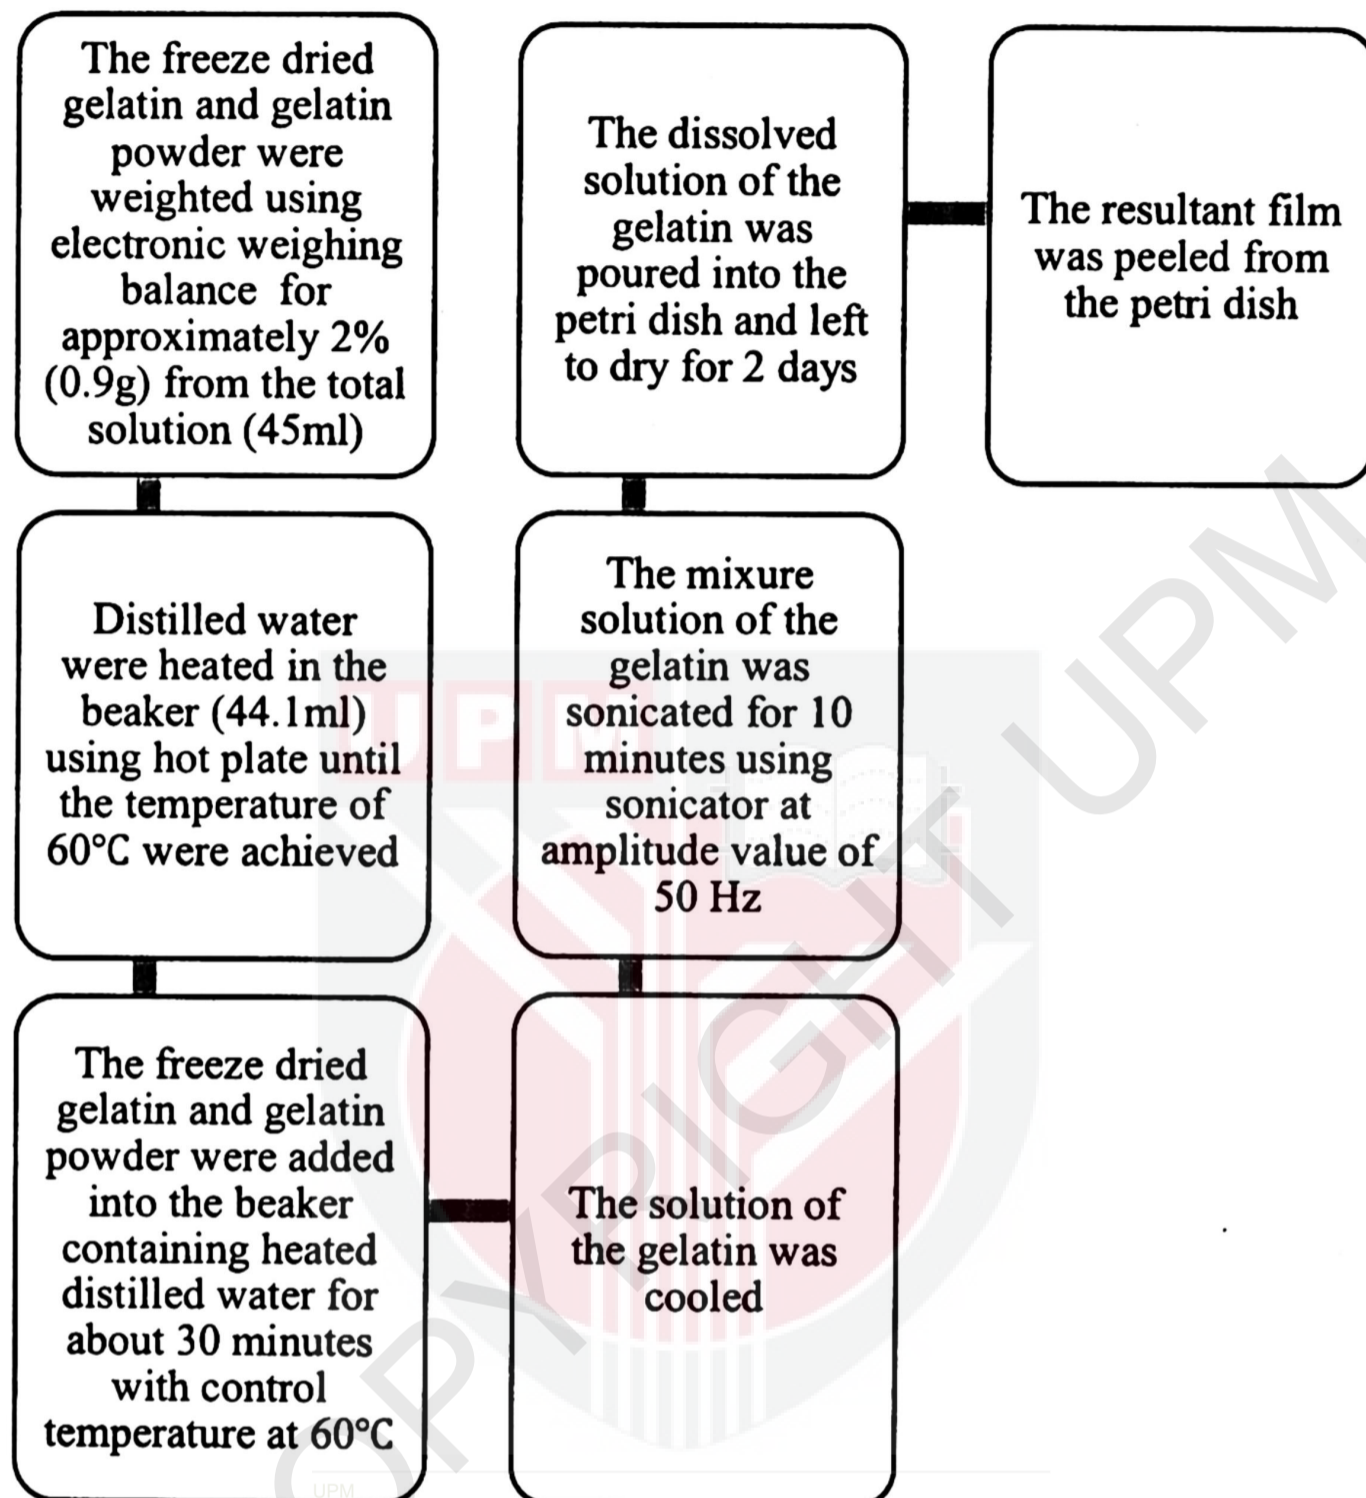 The freeze dried
gelatin and gelatin
powder were
weighted using
electronic weighing
balance for
approximately 2%
(0.9g) from the total
solution (45ml)
Distilled water
were heated in the
beaker (44.1ml)
using hot plate until
the temperature of
60°C were achieved
The freeze dried
gelatin and gelatin
powder were added
into the beaker
containing heated
distilled water for
about 30 minutes
with control
temperature at 60°C
The solution of
the gelatin was
cooled
The mixure
solution of the
gelatin was
sonicated for 10
minutes using
sonicator at
amplitude value of
50 Hz
The dissolved
solution of the
gelatin was
poured into the
petri dish and left
to dry for 2 days
The resultant film
was peeled from
the petri dish
UPM
OPYRIGHT UPM
UPM